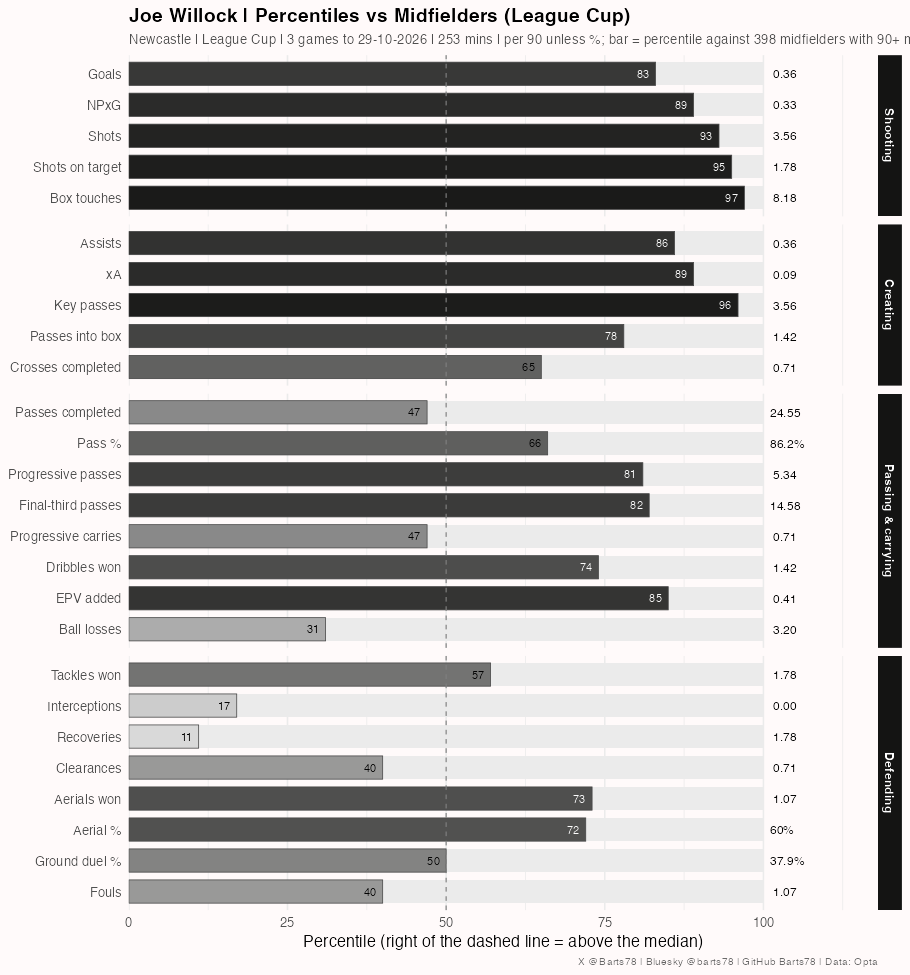 Joe Willock | Percentiles vs Midfielders (League Cup)
Newcastle | League Cup | 3 games to 29-10-2026 | 253 mins | per 90 unless %; bar = percentile against 398 midfielders with 90+ m
Goals 83 0.36
NPxG 89 0.33
Shots 93 3.56
Shots on target 95 1.78
Box touches 97 8.18
Shooting
Assists 86 0.36
xA 89 0.09
Key passes 96 3.56
Passes into box 78 1.42
Crosses completed 65 0.71
Creating
Passes completed 47 24.55
Pass % 66 86.2%
Progressive passes 81 5.34
Final-third passes 82 14.58
Progressive carries 47 0.71
Dribbles won 74 1.42
EPV added 85 0.41
Ball losses 31 3.20
Passing & carrying
Tackles won 57 1.78
Interceptions 17 0.00
Recoveries 11 1.78
Clearances 40 0.71
Aerials won 73 1.07
Aerial % 72 60%
Ground duel % 50 37.9%
Fouls 40 1.07
Defending
0 25 50 75 100
Percentile (right of the dashed line = above the median)
X @Barts78 | Bluesky @barts78 | GitHub Barts78 | Data: Opta